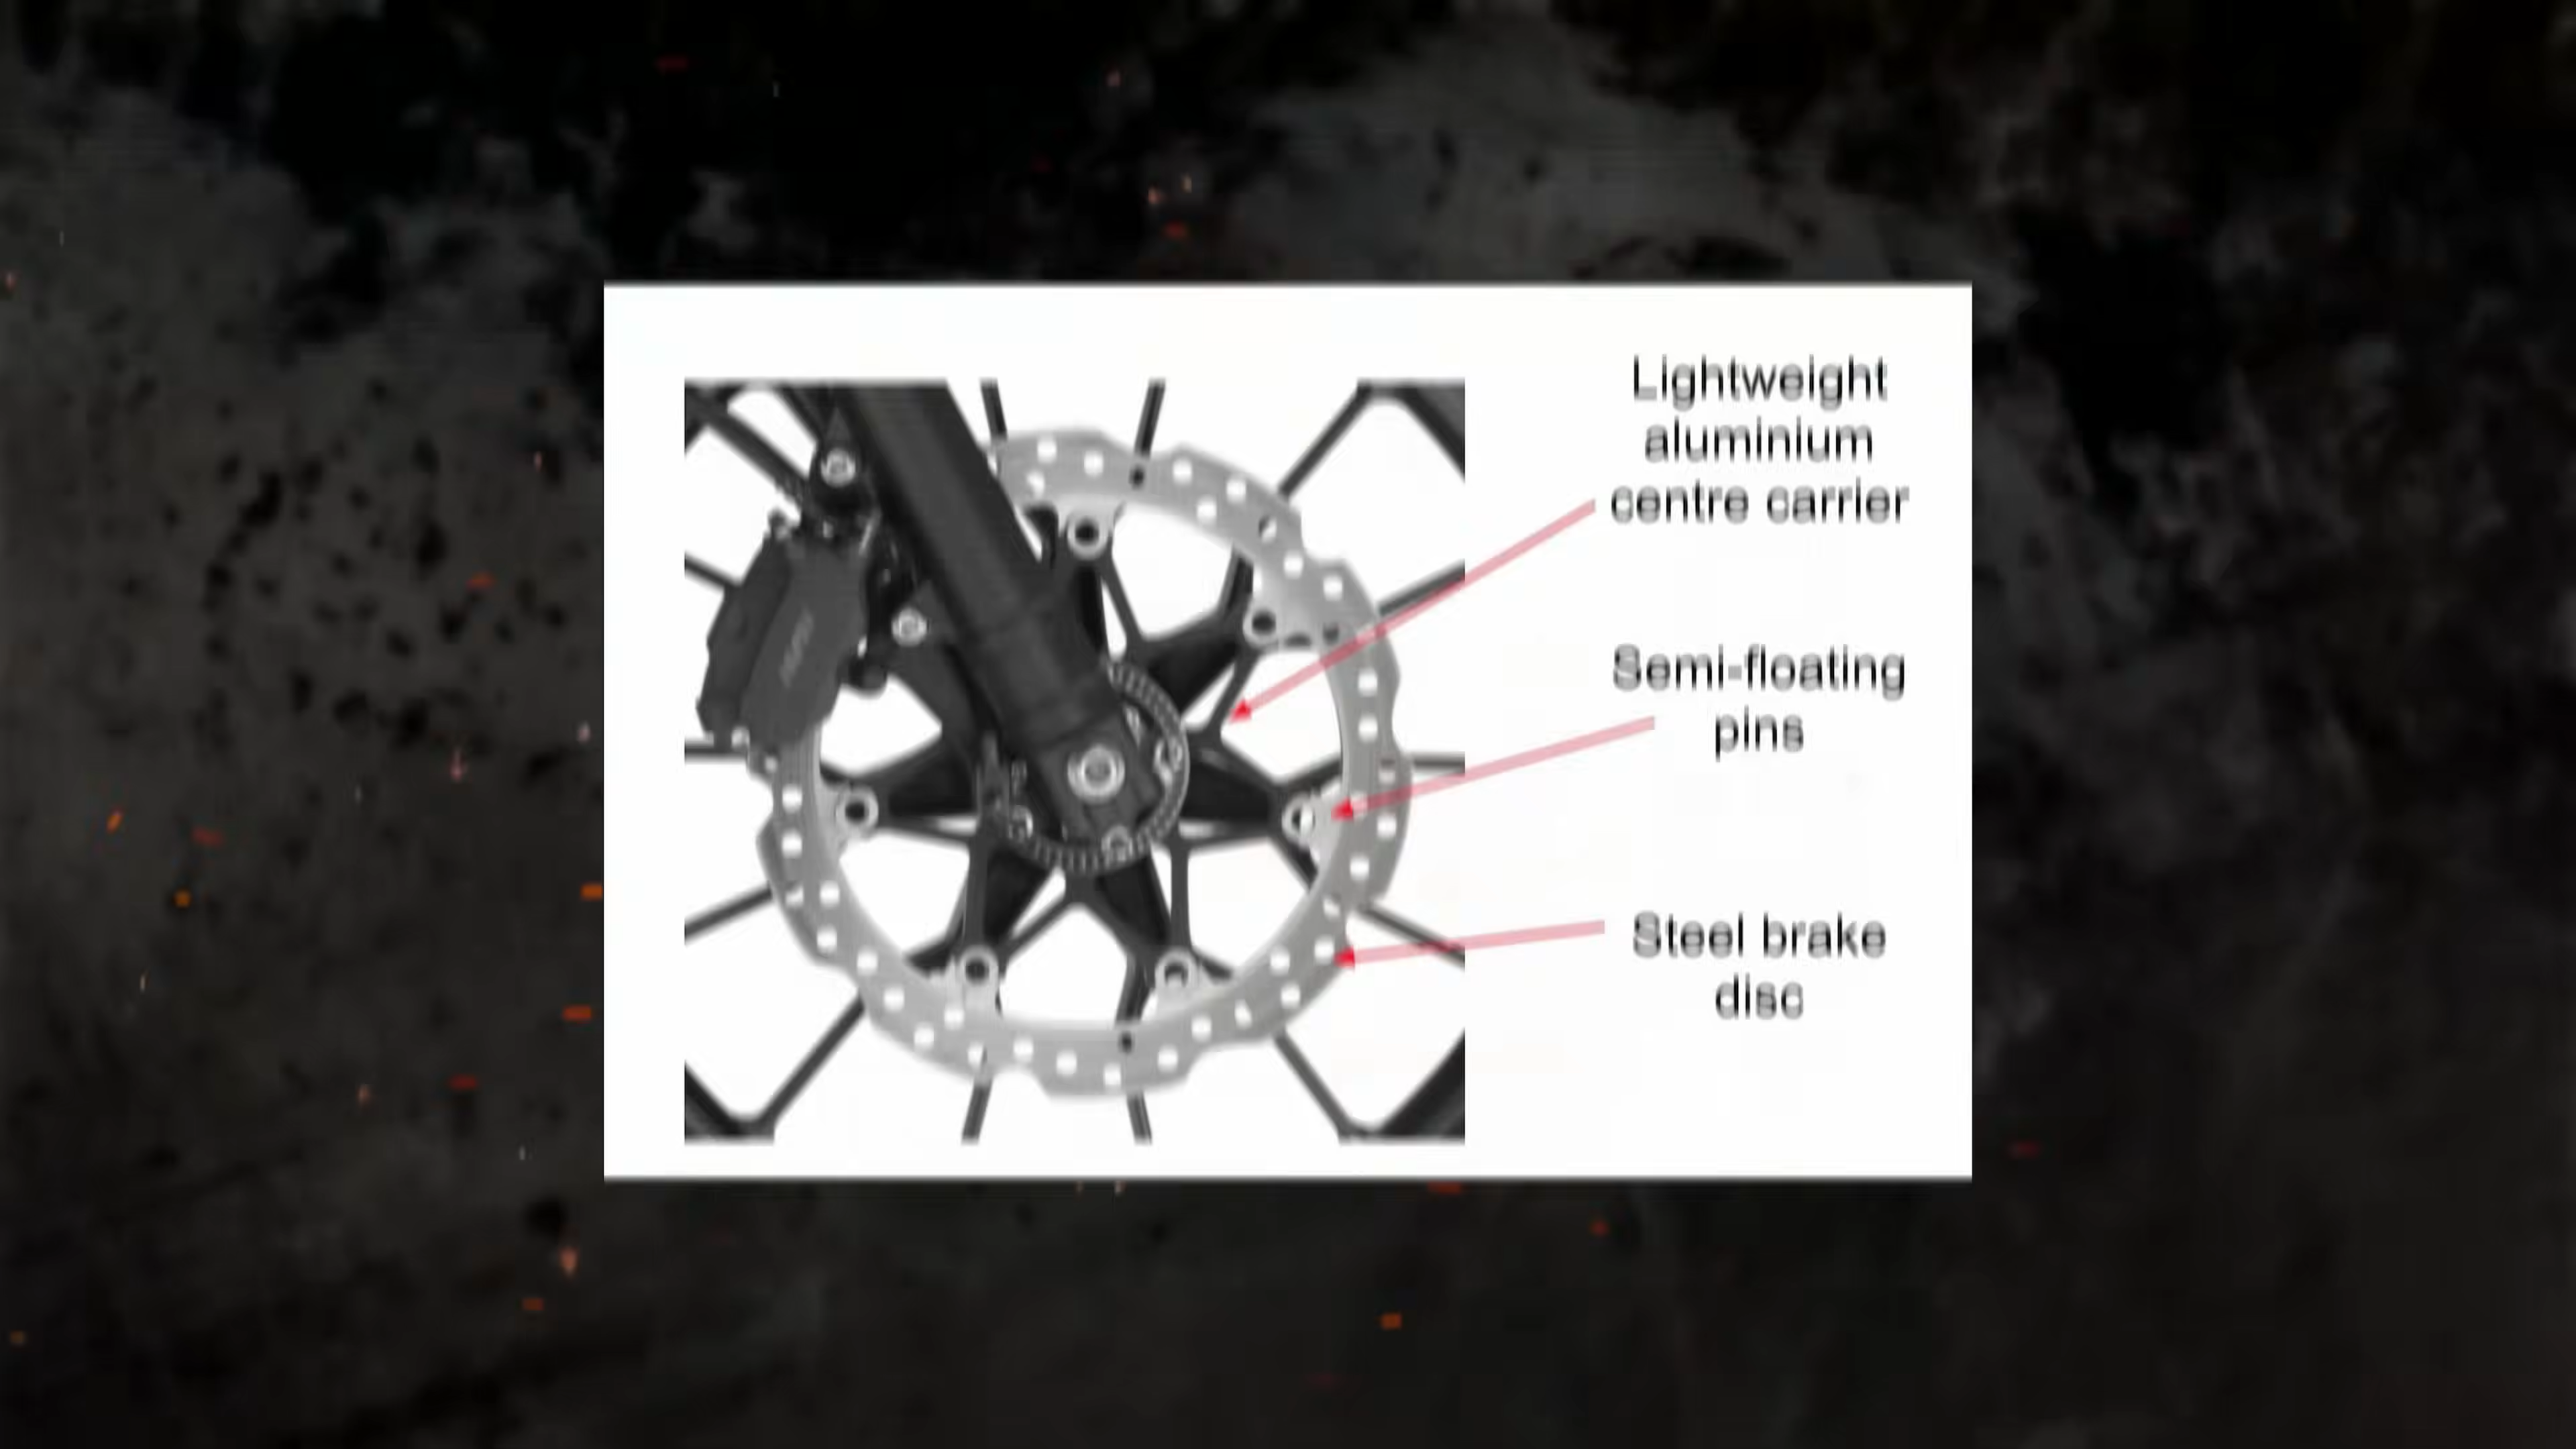 Lightweight
aluminium
centre carrier
Semi-floating
pins
Steel brake
disc